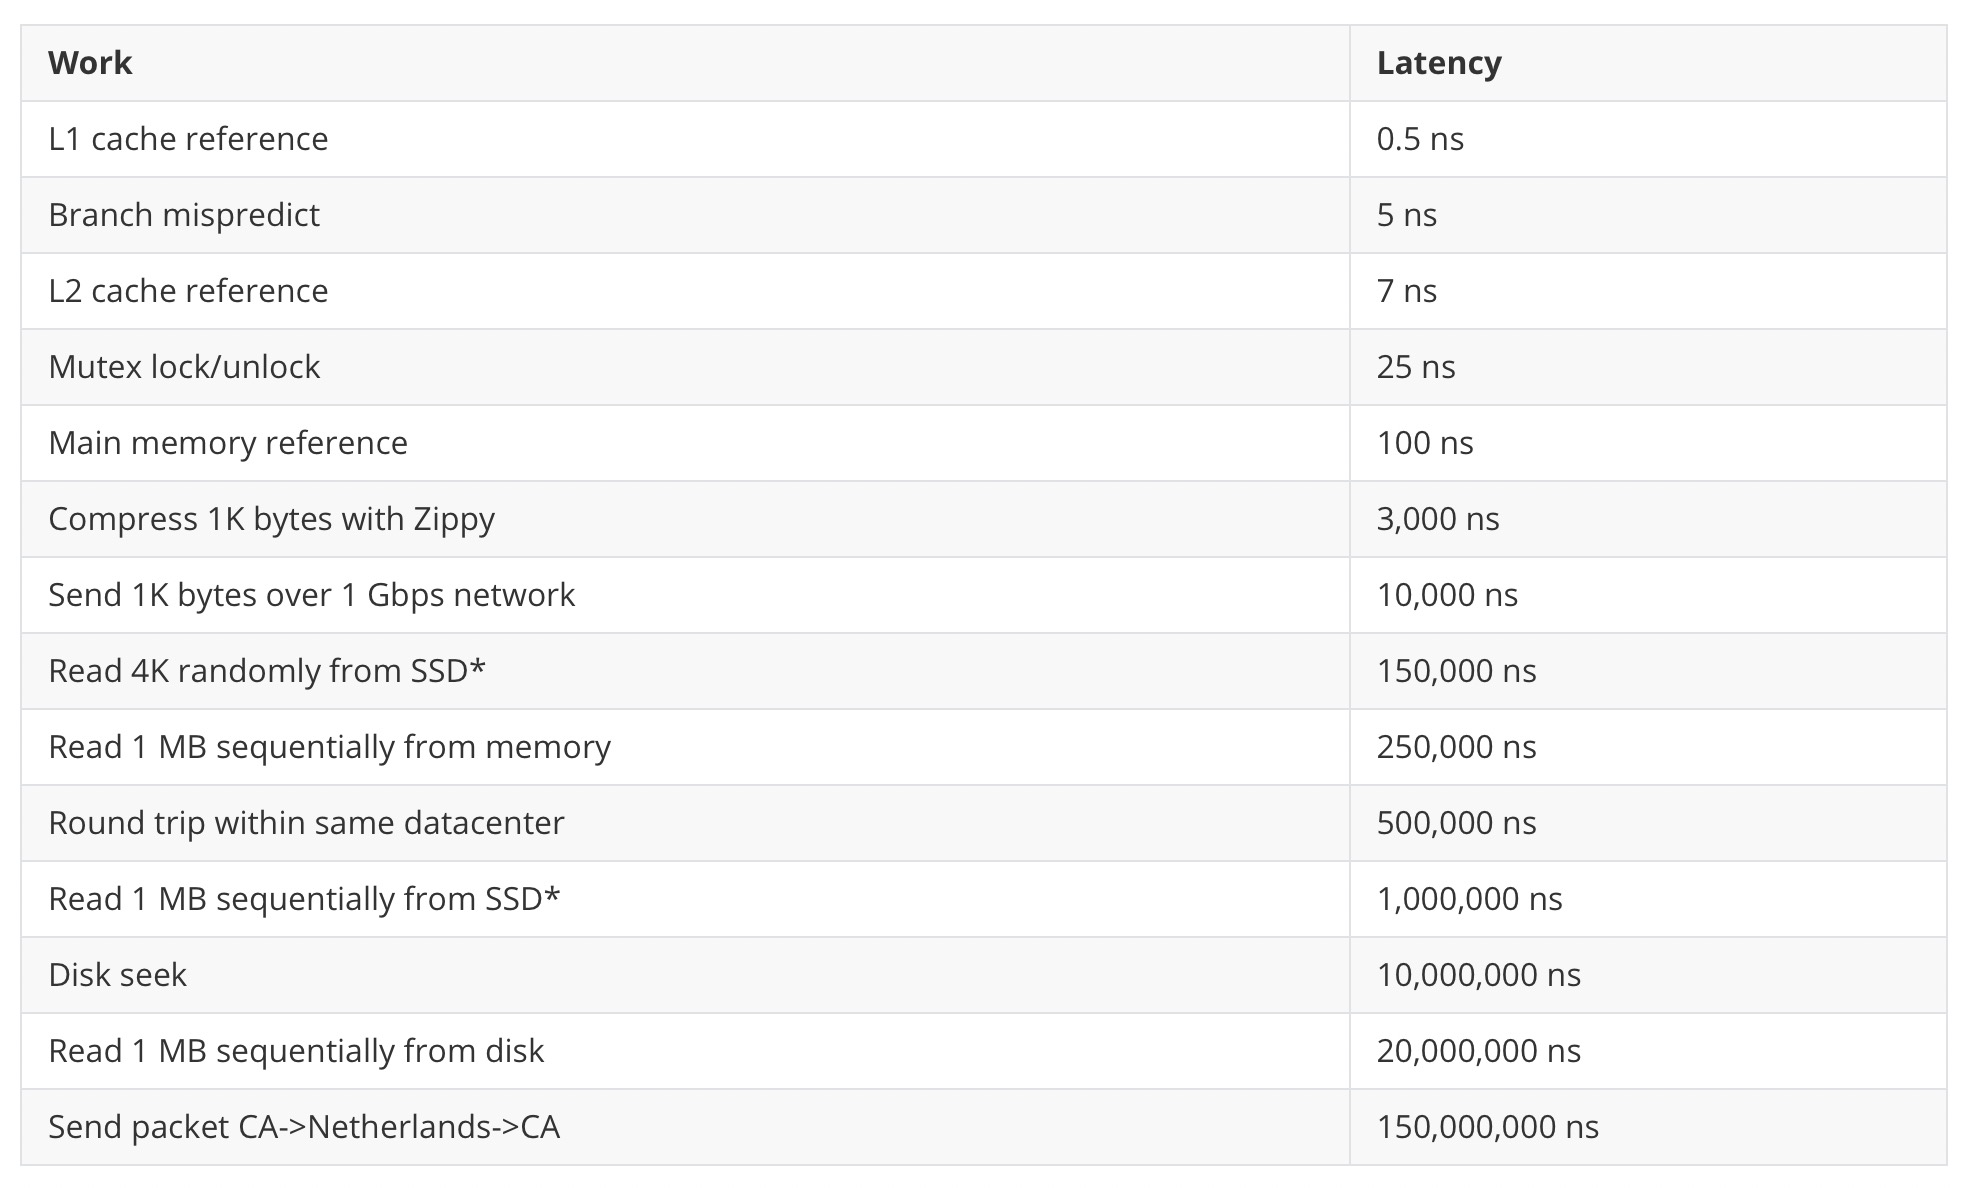 Work Latency
L1 cache reference 0.5 ns
Branch mispredict 5 ns
L2 cache reference 7 ns
Mutex lock/unlock 25 ns
Main memory reference 100 ns
Compress 1K bytes with Zippy 3,000 ns
Send 1K bytes over 1 Gbps network 10,000 ns
Read 4K randomly from SSD* 150,000 ns
Read 1 MB sequentially from memory 250,000 ns
Round trip within same datacenter 500,000 ns
Read 1 MB sequentially from SSD* 1,000,000 ns
Disk seek 10,000,000 ns
Read 1 MB sequentially from disk 20,000,000 ns
Send packet CA->Netherlands->CA 150,000,000 ns